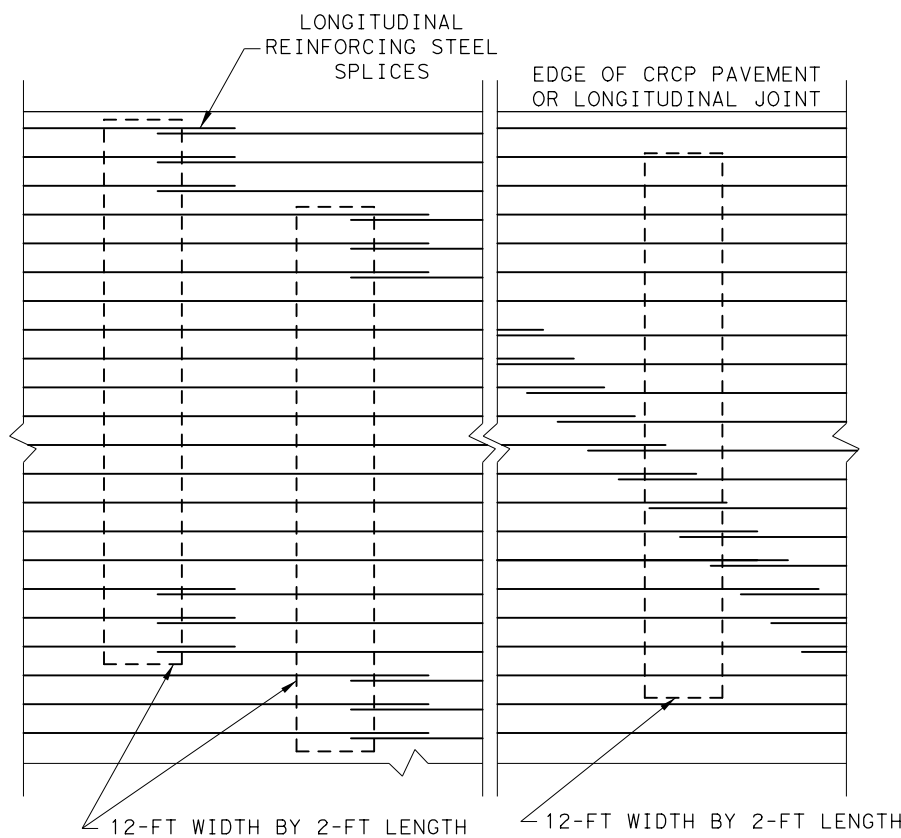 LONGITUDINAL
REINFORCING STEEL
SPLICES
EDGE OF CRCP PAVEMENT
OR LONGITUDINAL JOINT
12-FT WIDTH BY 2-FT LENGTH
12-FT WIDTH BY 2-FT LENGTH